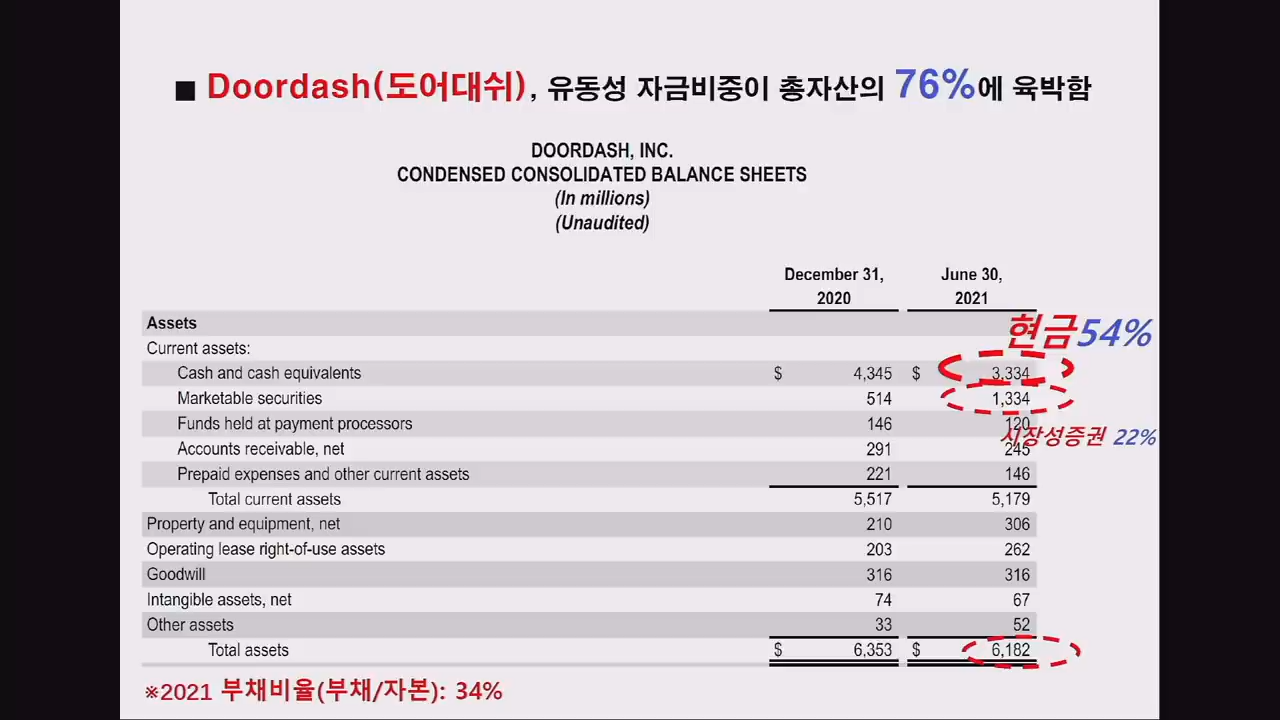 ■ Doordash(도어대쉬), 유동성 자금비중이 총자산의 76%에 육박함
DOORDASH, INC.
CONDENSED CONSOLIDATED BALANCE SHEETS
(In millions)
(Unaudited)
December 31, 2020 June 30, 2021
Assets
현금54%
Current assets:
Cash and cash equivalents $ 4,345 $ 3,334
Marketable securities 514 1,334
Funds held at payment processors 146 120
시장성증권 22%
Accounts receivable, net 291 245
Prepaid expenses and other current assets 221 146
Total current assets 5,517 5,179
Property and equipment, net 210 306
Operating lease right-of-use assets 203 262
Goodwill 316 316
Intangible assets, net 74 67
Other assets 33 52
Total assets $ 6,353 $ 6,182
※2021 부채비율(부채/자본): 34%